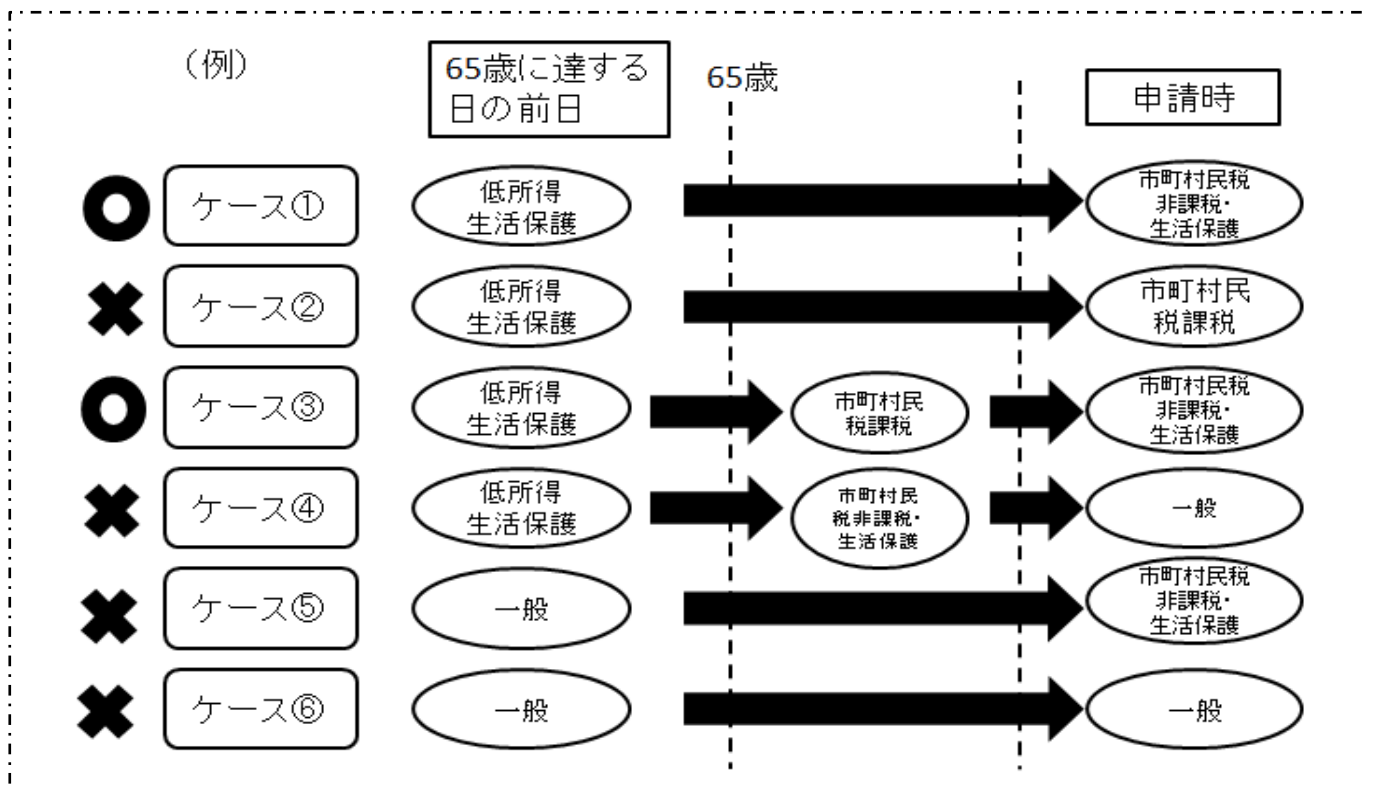 （例）
65歳に達する
日の前日
65歳
申請時
ケース①
低所得
生活保護
市町村民税
非課税・
生活保護
ケース②
低所得
生活保護
市町村民
税課税
ケース③
低所得
生活保護
市町村民
税課税
市町村民税
非課税・
生活保護
ケース④
低所得
生活保護
市町村民
税非課税・
生活保護
一般
ケース⑤
一般
市町村民税
非課税・
生活保護
ケース⑥
一般
一般